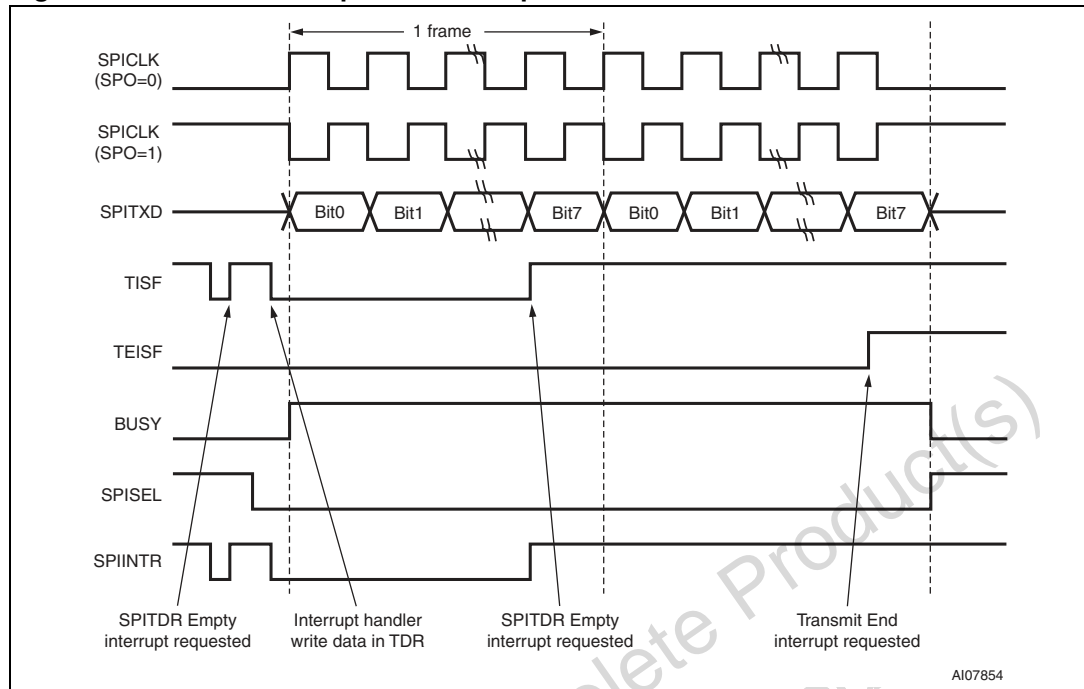 1 frame
SPICLK
(SPO=0)
SPICLK
(SPO=1)
SPITXD
Bit0 Bit1 Bit7 Bit0 Bit1 Bit7
TISF
TEISF
BUSY
SPISEL
SPIINTR
SPITDR Empty
interrupt requested
Interrupt handler
write data in TDR
SPITDR Empty
interrupt requested
Transmit End
interrupt requested
AI07854
lete Product(s)